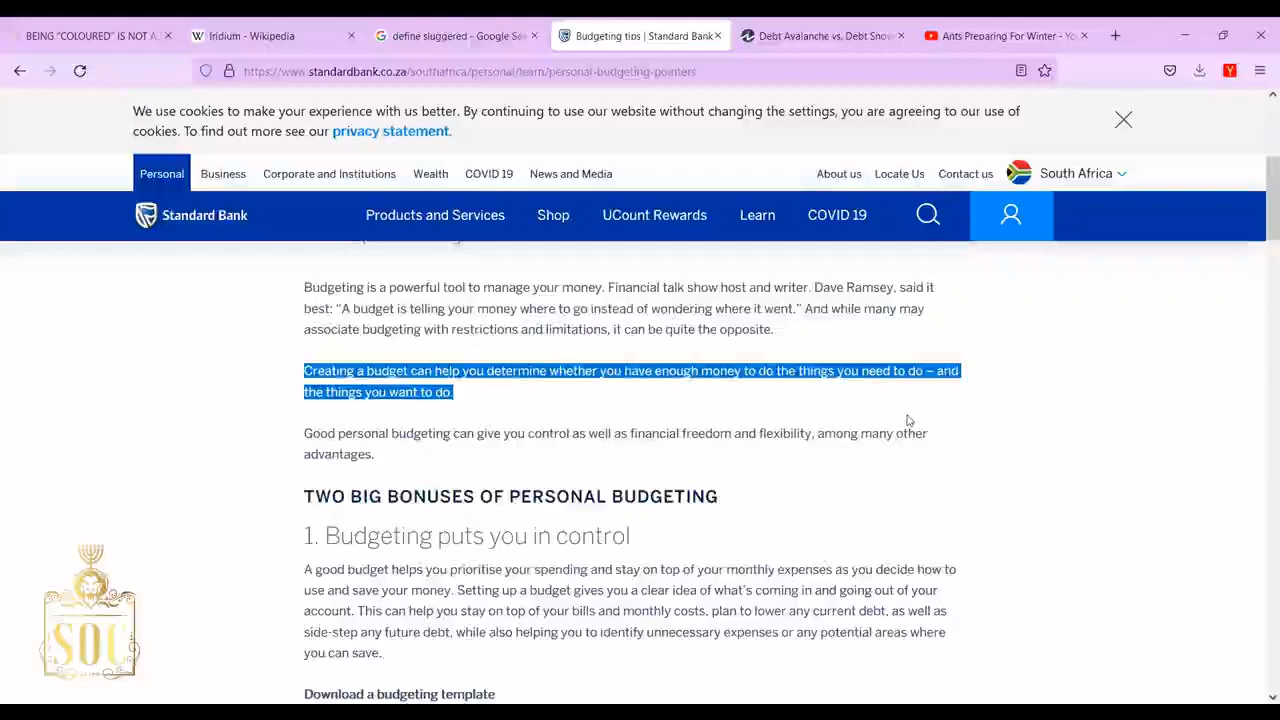 BEING “COLOURED” IS NOT A
Iridium - Wikipedia
define sluggered - Google Se
Budgeting tips | Standard Bank
Debt Avalanche vs. Debt Snow
Ants Preparing For Winter - Yo
https://www.standardbank.co.za/southafrica/personal/learn/personal-budgeting-pointers
We use cookies to make your experience with us better. By continuing to use our website without changing the settings, you are agreeing to our use of
cookies. To find out more see our privacy statement.
Personal Business Corporate and Institutions Wealth COVID 19 News and Media About us Locate Us Contact us South Africa
Standard Bank Products and Services Shop UCount Rewards Learn COVID 19
Budgeting is a powerful tool to manage your money. Financial talk show host and writer. Dave Ramsey, said it
best: “A budget is telling your money where to go instead of wondering where it went.” And while many may
associate budgeting with restrictions and limitations, it can be quite the opposite.
Creating a budget can help you determine whether you have enough money to do the things you need to do – and
the things you want to do.
Good personal budgeting can give you control as well as financial freedom and flexibility, among many other
advantages.
TWO BIG BONUSES OF PERSONAL BUDGETING
1. Budgeting puts you in control
A good budget helps you prioritise your spending and stay on top of your monthly expenses as you decide how to
use and save your money. Setting up a budget gives you a clear idea of what's coming in and going out of your
account. This can help you stay on top of your bills and monthly costs, plan to lower any current debt, as well as
side-step any future debt, while also helping you to identify unnecessary expenses or any potential areas where
you can save.
Download a budgeting template
SOC